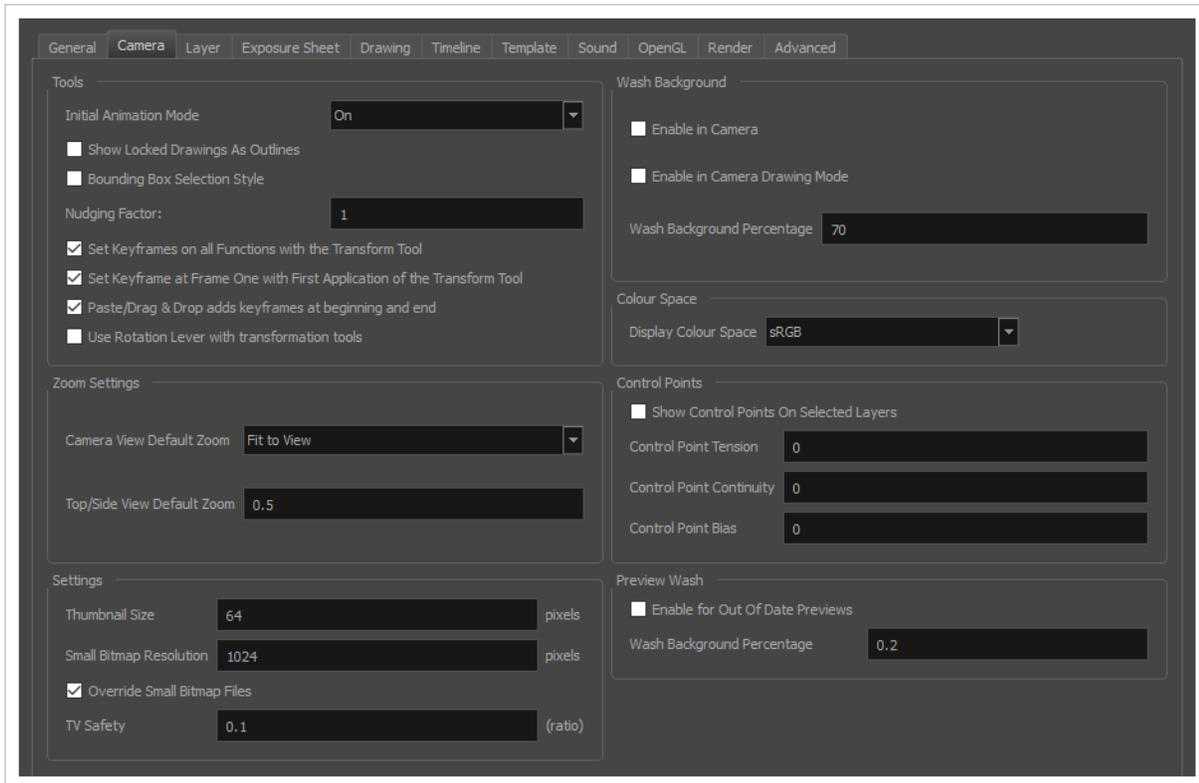 General Camera Layer Exposure Sheet Drawing Timeline Template Sound OpenGL Render Advanced
Tools
Initial Animation Mode On
Show Locked Drawings As Outlines
Bounding Box Selection Style
Nudging Factor: 1
Set Keyframes on all Functions with the Transform Tool
Set Keyframe at Frame One with First Application of the Transform Tool
Paste/Drag & Drop adds keyframes at beginning and end
Use Rotation Lever with transformation tools
Zoom Settings
Camera View Default Zoom Fit to View
Top/Side View Default Zoom 0.5
Settings
Thumbnail Size 64 pixels
Small Bitmap Resolution 1024 pixels
Override Small Bitmap Files
TV Safety 0.1 (ratio)
Wash Background
Enable in Camera
Enable in Camera Drawing Mode
Wash Background Percentage 70
Colour Space
Display Colour Space sRGB
Control Points
Show Control Points On Selected Layers
Control Point Tension 0
Control Point Continuity 0
Control Point Bias 0
Preview Wash
Enable for Out Of Date Previews
Wash Background Percentage 0.2